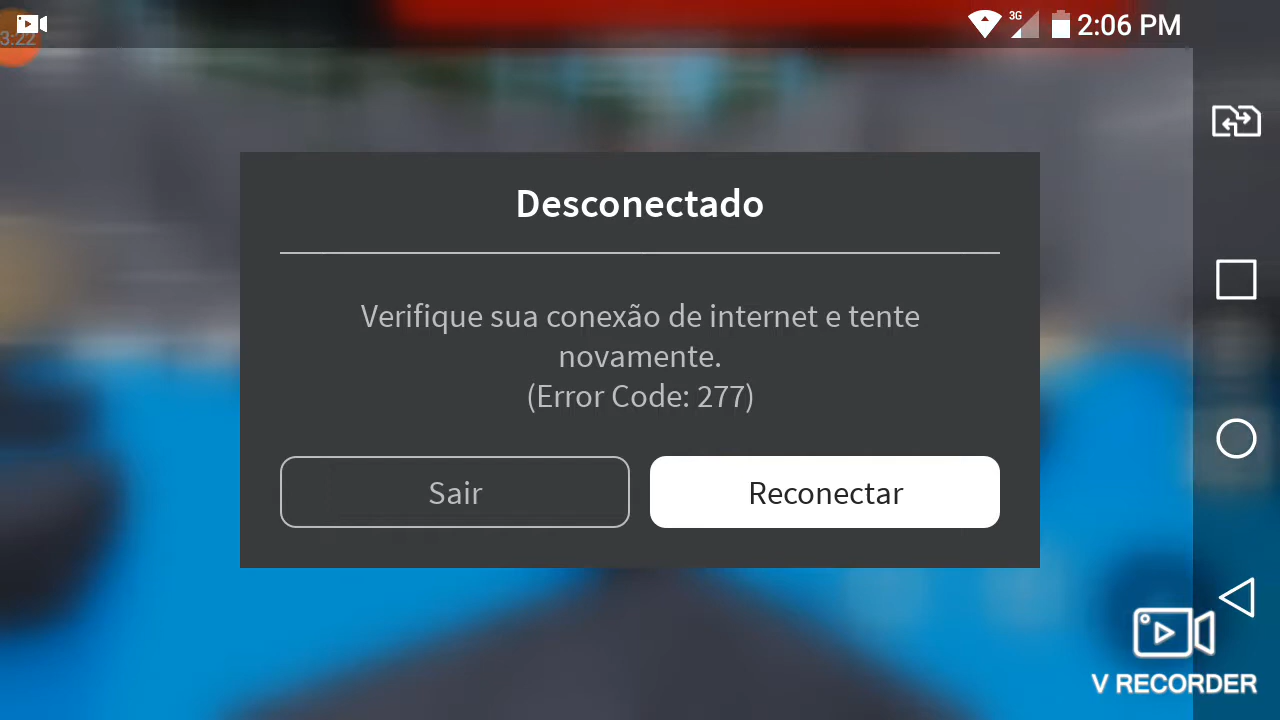 3:22
3G
2:06 PM
Desconectado
Verifique sua conexão de internet e tente
novamente.
(Error Code: 277)
Sair
Reconectar
V RECORDER